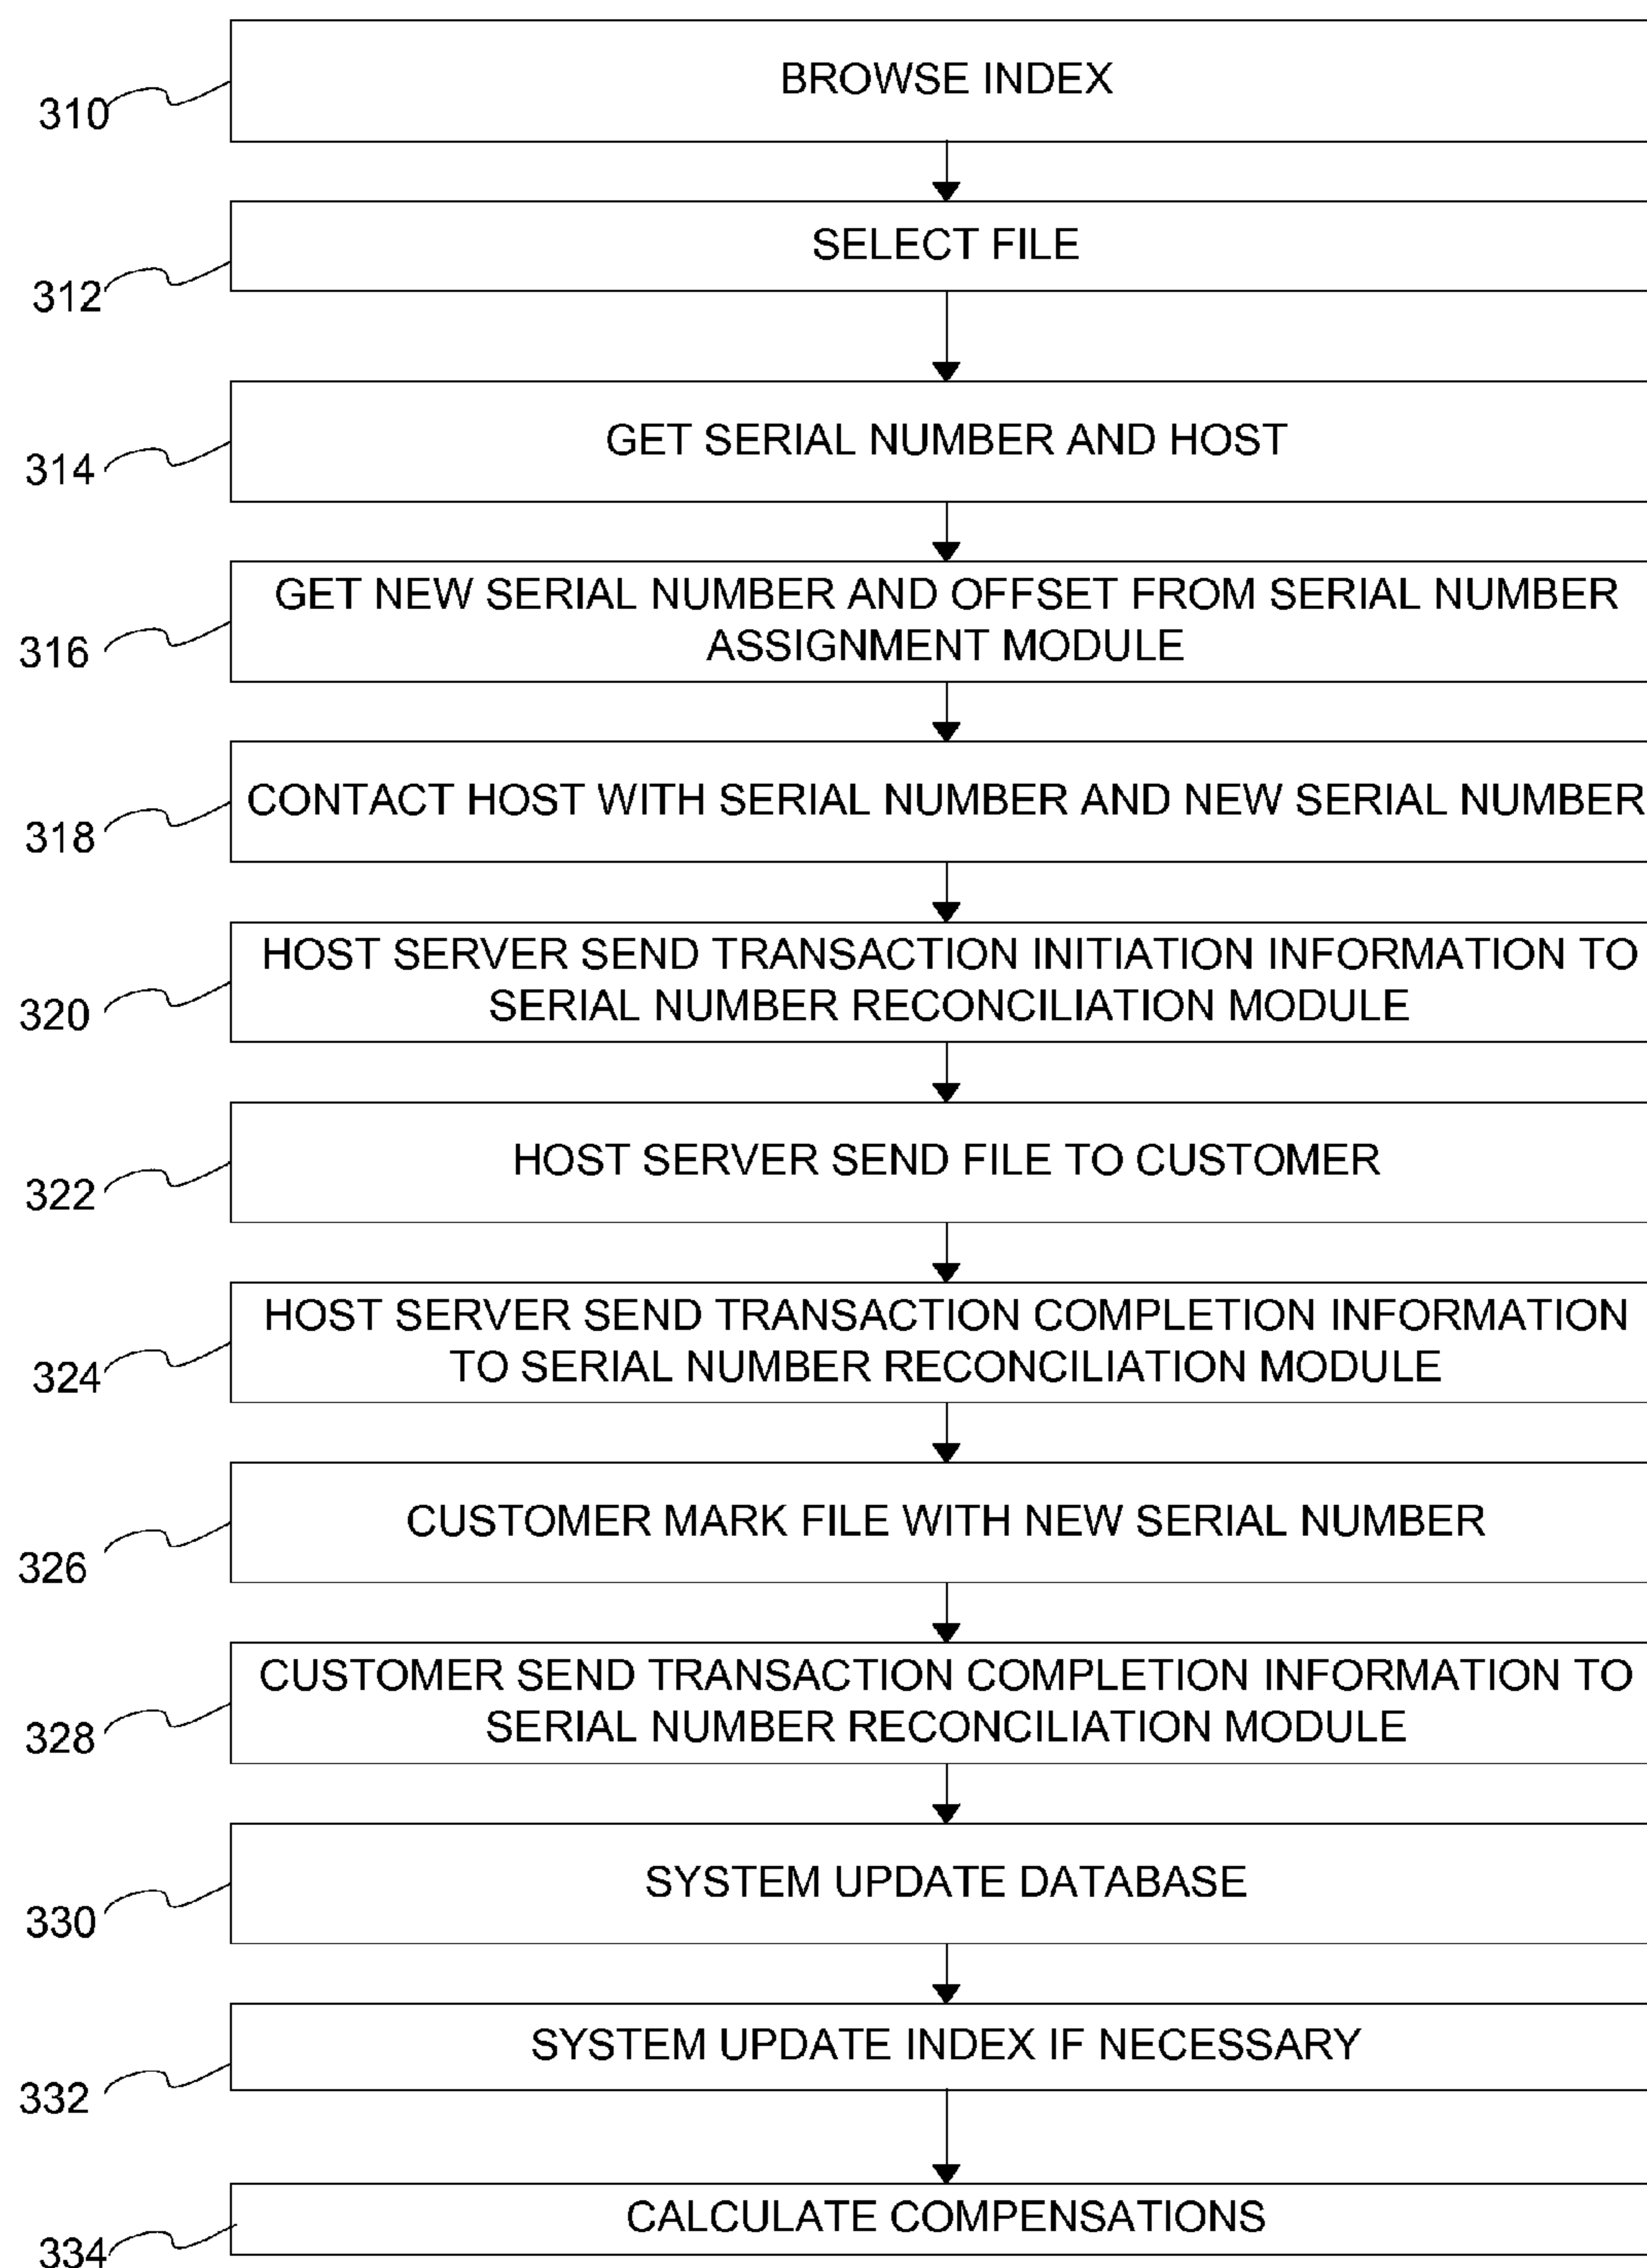 BROWSE INDEX
310
SELECT FILE
312
GET SERIAL NUMBER AND HOST
314
GET NEW SERIAL NUMBER AND OFFSET FROM SERIAL NUMBER
ASSIGNMENT MODULE
316
CONTACT HOST WITH SERIAL NUMBER AND NEW SERIAL NUMBER
318
HOST SERVER SEND TRANSACTION INITIATION INFORMATION TO
SERIAL NUMBER RECONCILIATION MODULE
320
HOST SERVER SEND FILE TO CUSTOMER
322
HOST SERVER SEND TRANSACTION COMPLETION INFORMATION
TO SERIAL NUMBER RECONCILIATION MODULE
324
CUSTOMER MARK FILE WITH NEW SERIAL NUMBER
326
CUSTOMER SEND TRANSACTION COMPLETION INFORMATION TO
SERIAL NUMBER RECONCILIATION MODULE
328
SYSTEM UPDATE DATABASE
330
SYSTEM UPDATE INDEX IF NECESSARY
332
CALCULATE COMPENSATIONS
334